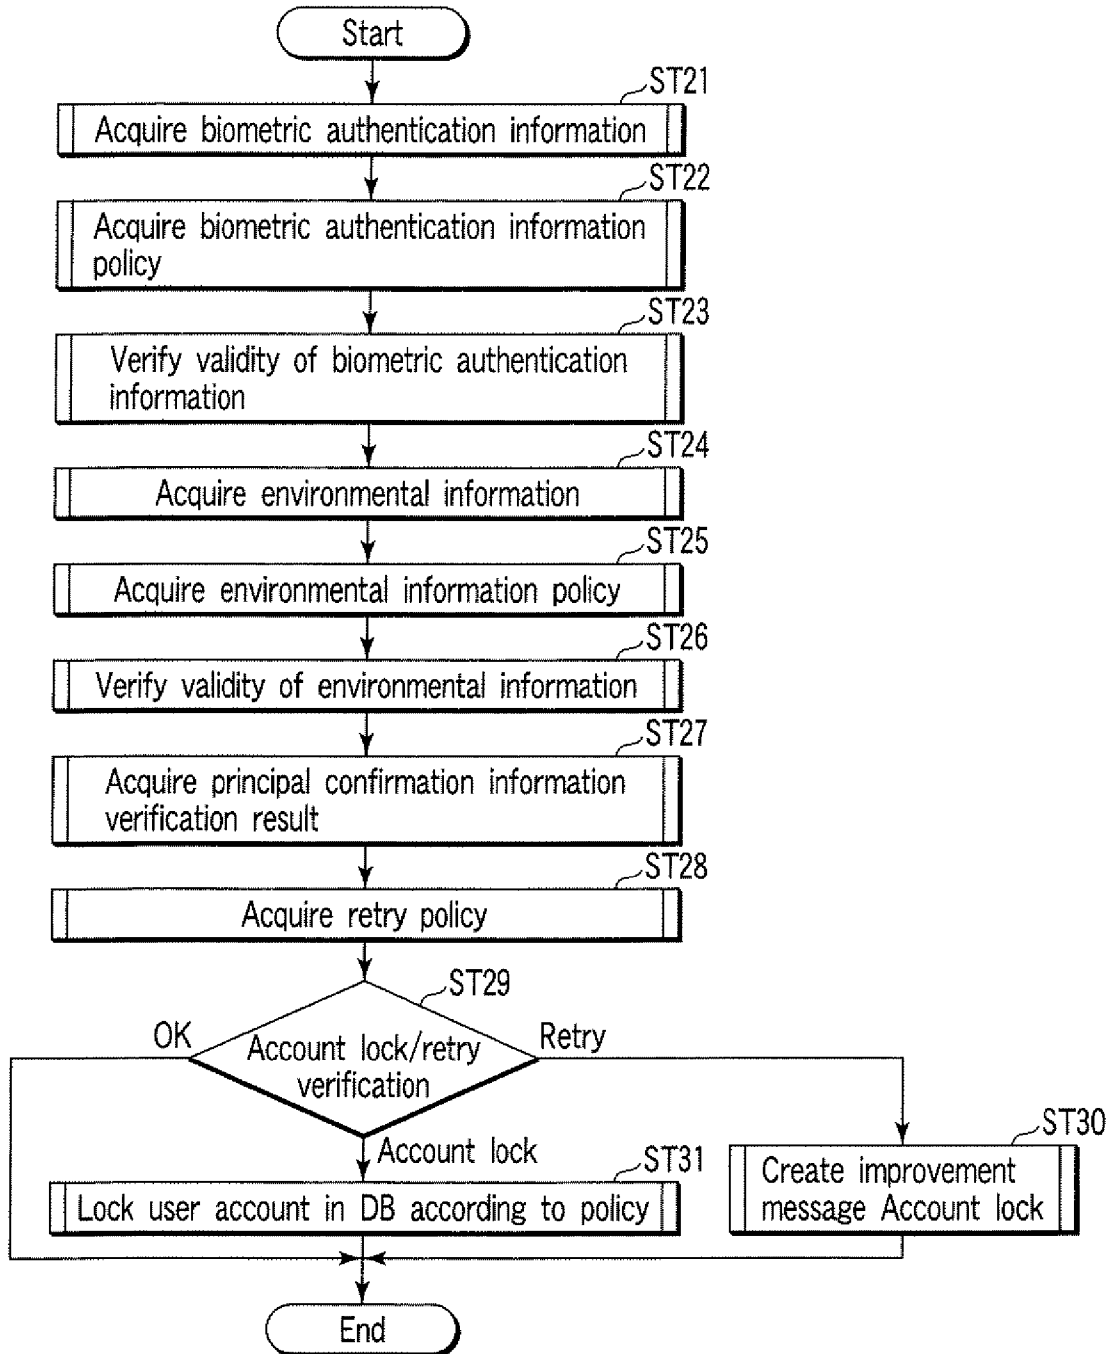 Start
ST21
Acquire biometric authentication information
ST22
Acquire biometric authentication information
policy
ST23
Verify validity of biometric authentication
information
ST24
Acquire environmental information
ST25
Acquire environmental information policy
ST26
Verify validity of environmental information
ST27
Acquire principal confirmation information
verification result
ST28
Acquire retry policy
ST29
OK
Retry
Account lock/retry
verification
Account lock
ST31
Lock user account in DB according to policy
ST30
Create improvement
message Account lock
End